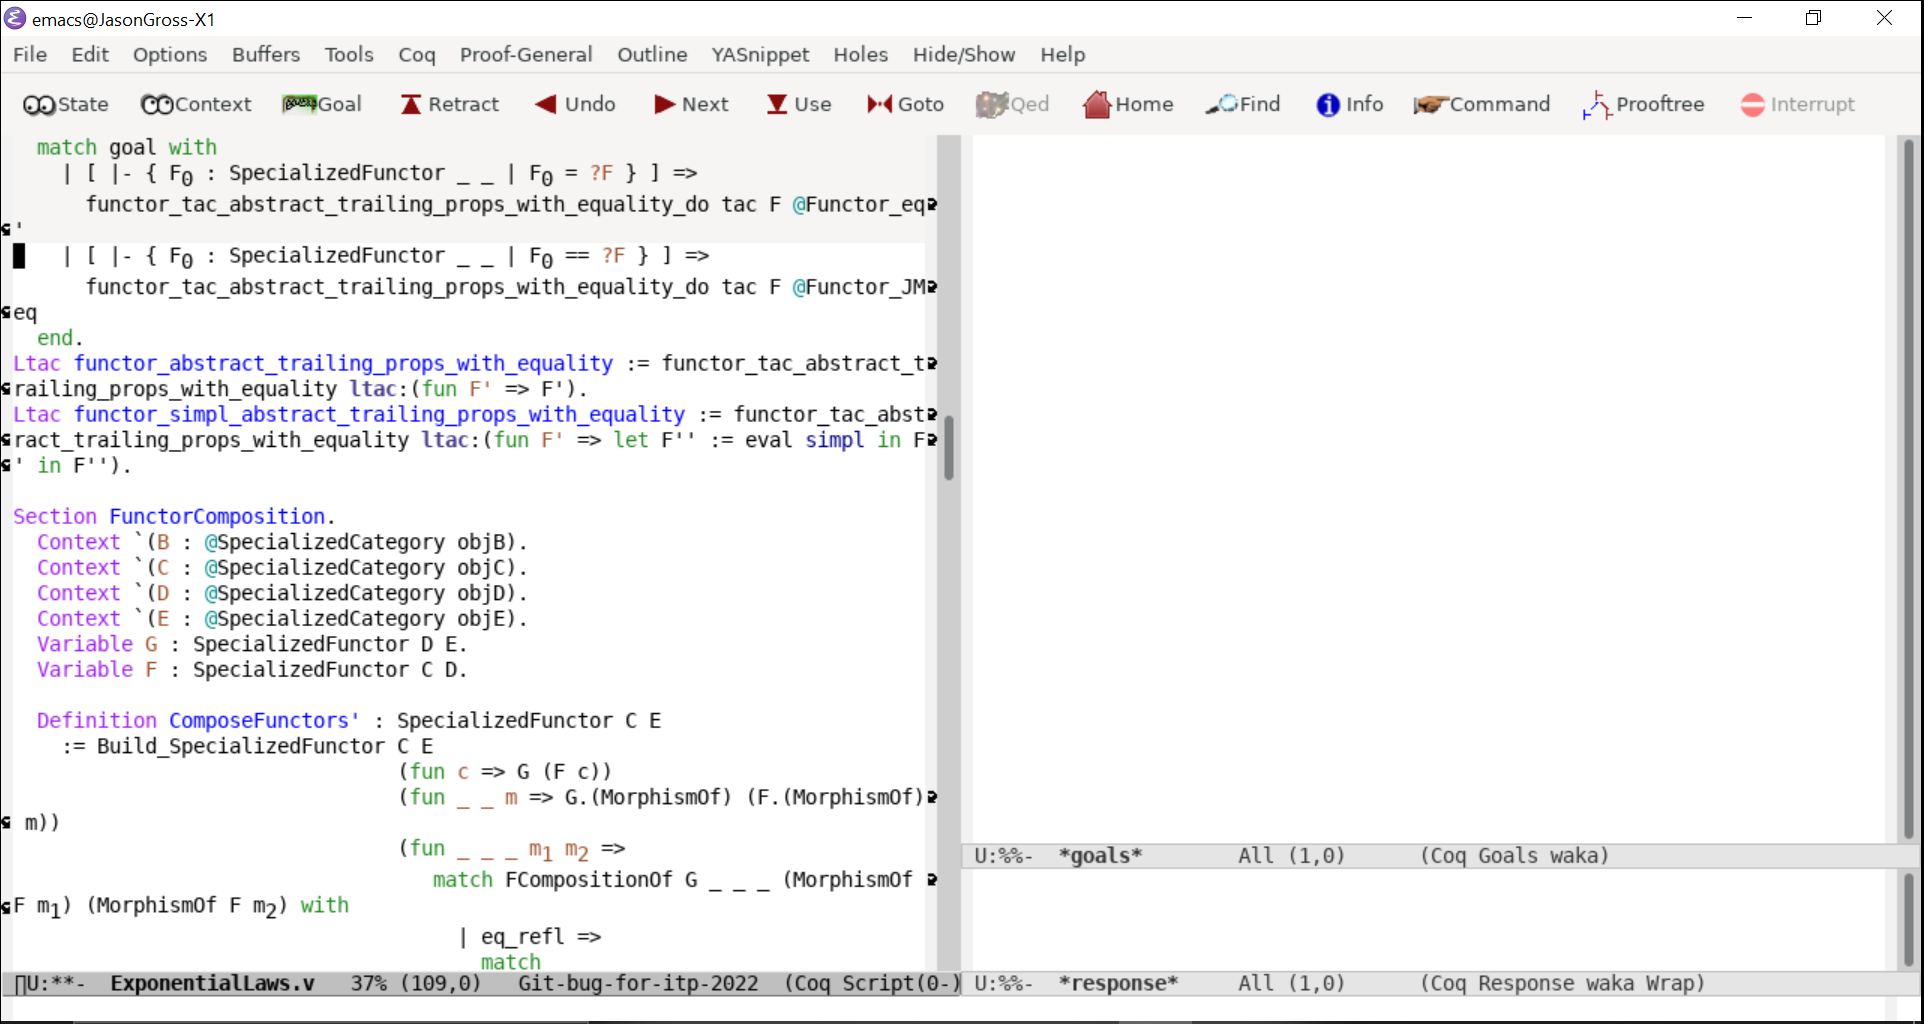 emacs@JasonGross-X1
File Edit Options Buffers Tools Coq Proof-General Outline YASnippet Holes Hide/Show Help
State Context Goal Retract Undo Next Use Goto Qed Home Find Info Command Prooftree Interrupt
  match goal with
    | [ |- { F₀ : SpecializedFunctor _ _ | F₀ = ?F } ] =>
      functor_tac_abstract_trailing_props_with_equality_do tac F @Functor_eq
'
    | [ |- { F₀ : SpecializedFunctor _ _ | F₀ == ?F } ] =>
      functor_tac_abstract_trailing_props_with_equality_do tac F @Functor_JM
eq
  end.
Ltac functor_abstract_trailing_props_with_equality := functor_tac_abstract_t
railing_props_with_equality ltac:(fun F' => F').
Ltac functor_simpl_abstract_trailing_props_with_equality := functor_tac_abst
ract_trailing_props_with_equality ltac:(fun F' => let F'' := eval simpl in F
' in F'').
Section FunctorComposition.
  Context `(B : @SpecializedCategory objB).
  Context `(C : @SpecializedCategory objC).
  Context `(D : @SpecializedCategory objD).
  Context `(E : @SpecializedCategory objE).
  Variable G : SpecializedFunctor D E.
  Variable F : SpecializedFunctor C D.
  Definition ComposeFunctors' : SpecializedFunctor C E
    := Build_SpecializedFunctor C E
                                (fun c => G (F c))
                                (fun _ _ m => G.(MorphismOf) (F.(MorphismOf)
 m))
                                (fun _ _ _ m₁ m₂ =>
                                   match FCompositionOf G _ _ _ (MorphismOf
F m₁) (MorphismOf F m₂) with
                                     | eq_refl =>
                                       match
U:**-  ExponentialLaws.v   37% (109,0)   Git-bug-for-itp-2022  (Coq Script(0-)
U:%%-  *goals*        All (1,0)      (Coq Goals waka)
U:%%-  *response*     All (1,0)      (Coq Response waka Wrap)